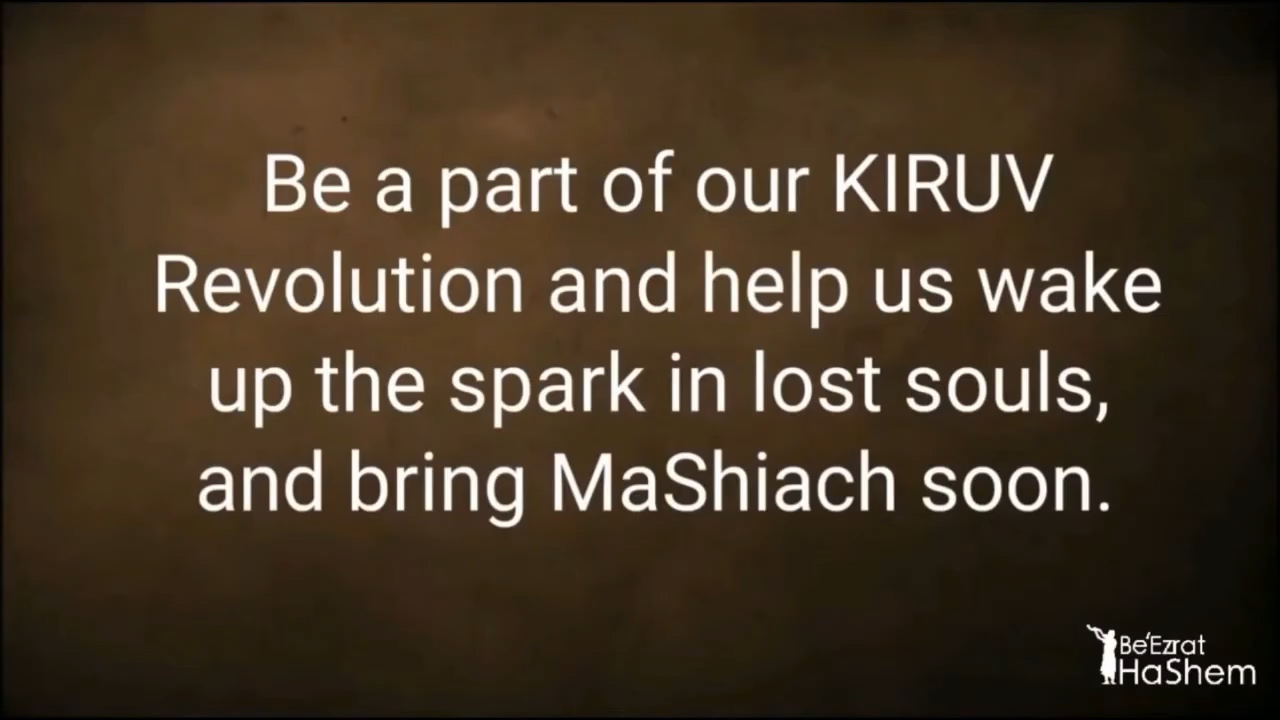 Be a part of our KIRUV
Revolution and help us wake
up the spark in lost souls,
and bring MaShiach soon.
Be'Ezrat
HaShem